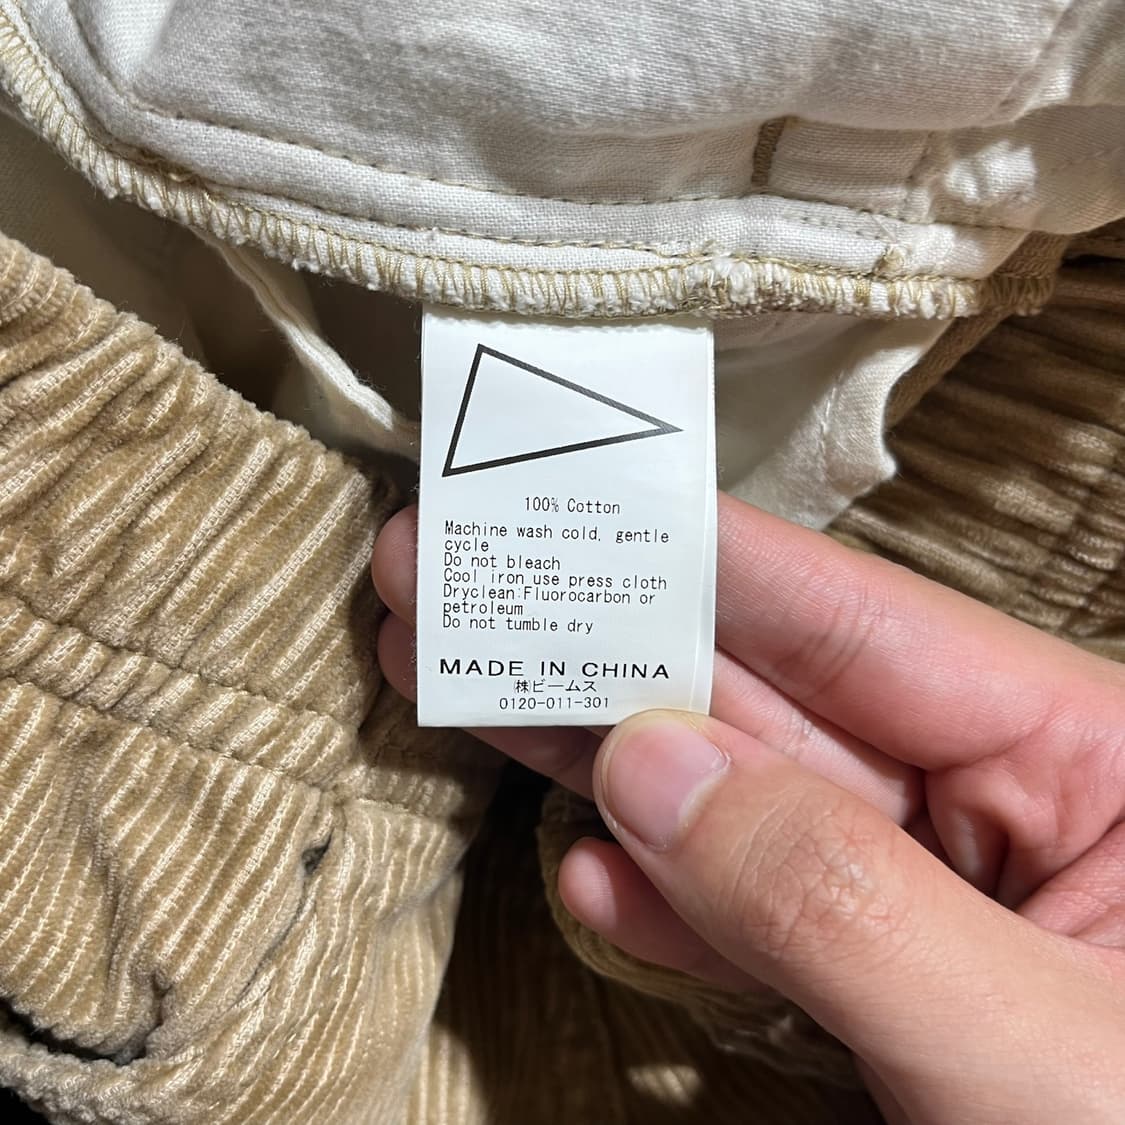 100% Cotton
Machine wash cold, gentle
cycle
Do not bleach
Cool iron use press cloth
Dryclean:Fluorocarbon or
petroleum
Do not tumble dry
MADE IN CHINA
㈱ビームス
0120-011-301